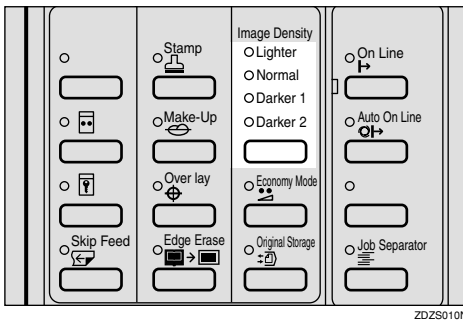 Image Density
Lighter
Normal
Darker 1
Darker 2
Stamp
Make-Up
Over lay
Edge Erase
Skip Feed
Economy Mode
Original Storage
On Line
Auto On Line
Job Separator
ZDZS010N